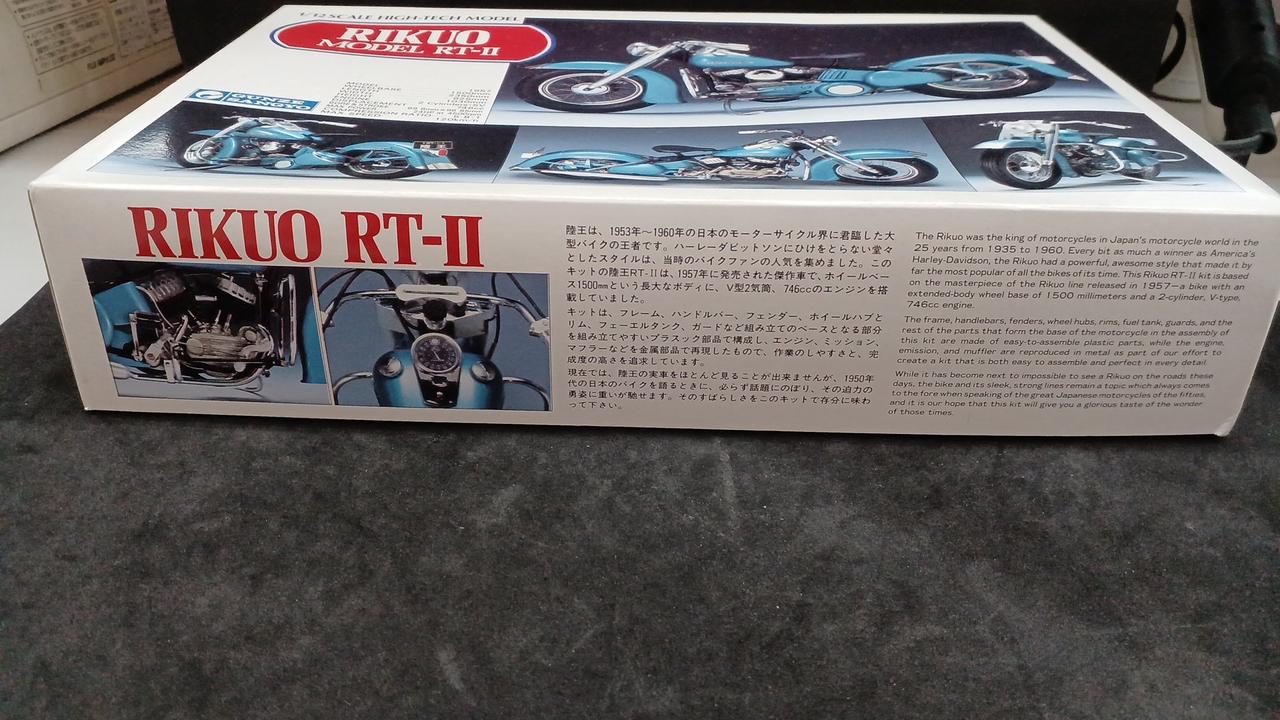 1/12 SCALE HIGH-TECH MODEL
RIKUO
MODEL RT-II
GUNZE
SANGYO
MODEL 1957
120km/h
RIKUO RT-II
陸王は、1953年〜1960年の日本のモーターサイクル界に君臨した大
型バイクの王者です。ハーレーダビットソンにひけをとらない堂々
としたスタイルは、当時のバイクファンの人気を集めました。この
キットの陸王RT-IIは、1957年に発売された傑作車で、ホイールベー
ス1500mmという長大なボディに、V型2気筒、746ccのエンジンを搭
載していました。
キットは、フレーム、ハンドルバー、フェンダー、ホイールハブと
リム、フェーエルタンク、ガードなど組み立てのベースとなる部分
を組み立てやすいプラスック部品で構成し、エンジン、ミッション、
マフラーなどを金属部品で再現したもので、作業のしやすさと、完
成度の高さを追求しています。
現在では、陸王の実車をほとんど見ることが出来ませんが、1950年
代の日本のバイクを語るときに、必らず話題にのぼり、その迫力の
勇姿に重いが馳せます。そのすばらしさをこのキットで存分に味わ
って下さい。
The Rikuo was the king of motorcycles in Japan's motorcycle world in the
25 years from 1935 to 1960. Every bit as much a winner as America's
Harley-Davidson, the Rikuo had a powerful, awesome style that made it by
far the most popular of all the bikes of its time. This Rikuo RT-II kit is based
on the masterpiece of the Rikuo line released in 1957—a bike with an
extended-body wheel base of 1500 millimeters and a 2-cylinder, V-type,
746cc engine.
The frame, handlebars, fenders, wheel hubs, rims, fuel tank, guards, and the
rest of the parts that form the base of the motorcycle in the assembly of
this kit are made of easy-to-assemble plastic parts, while the engine,
emission, and muffler are reproduced in metal as part of our effort to
create a kit that is both easy to assemble and perfect in every detail.
While it has become next to impossible to see a Rikuo on the roads these
days, the bike and its sleek, strong lines remain a topic which always comes
to the fore when speaking of the great Japanese motorcycles of the fifties,
and it is our hope that this kit will give you a glorious taste of the wonder
of those times.